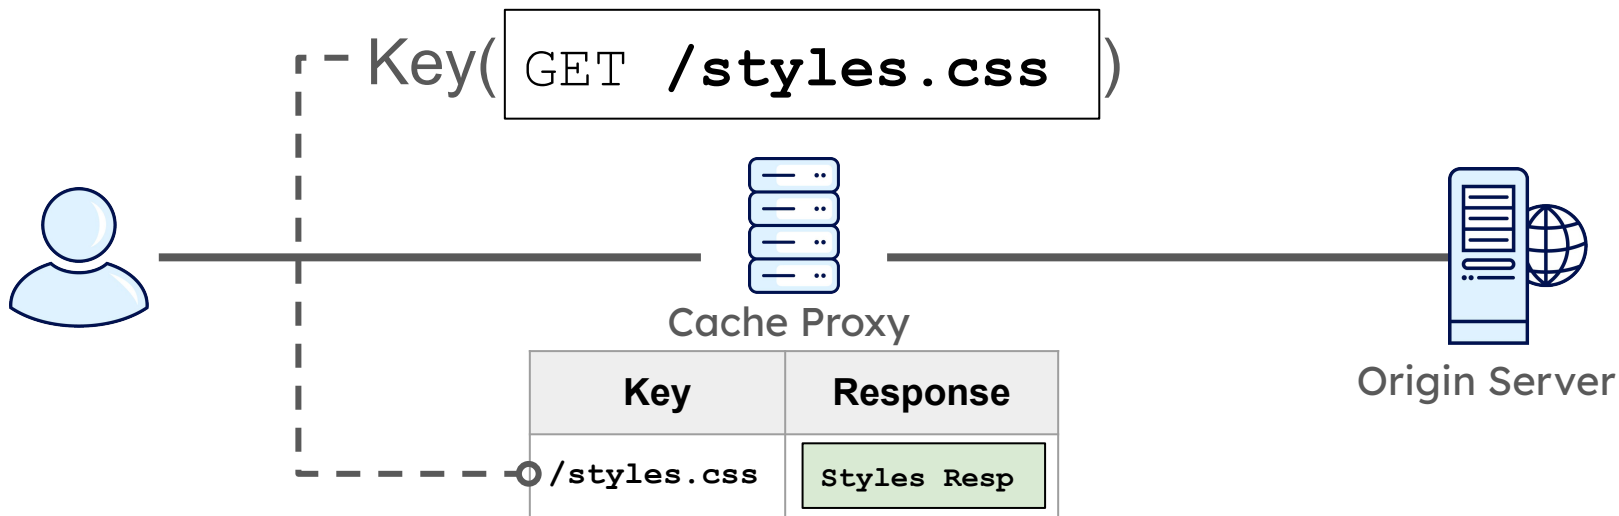 Key( GET /styles.css )
Cache Proxy
Origin Server
Key Response
/styles.css Styles Resp